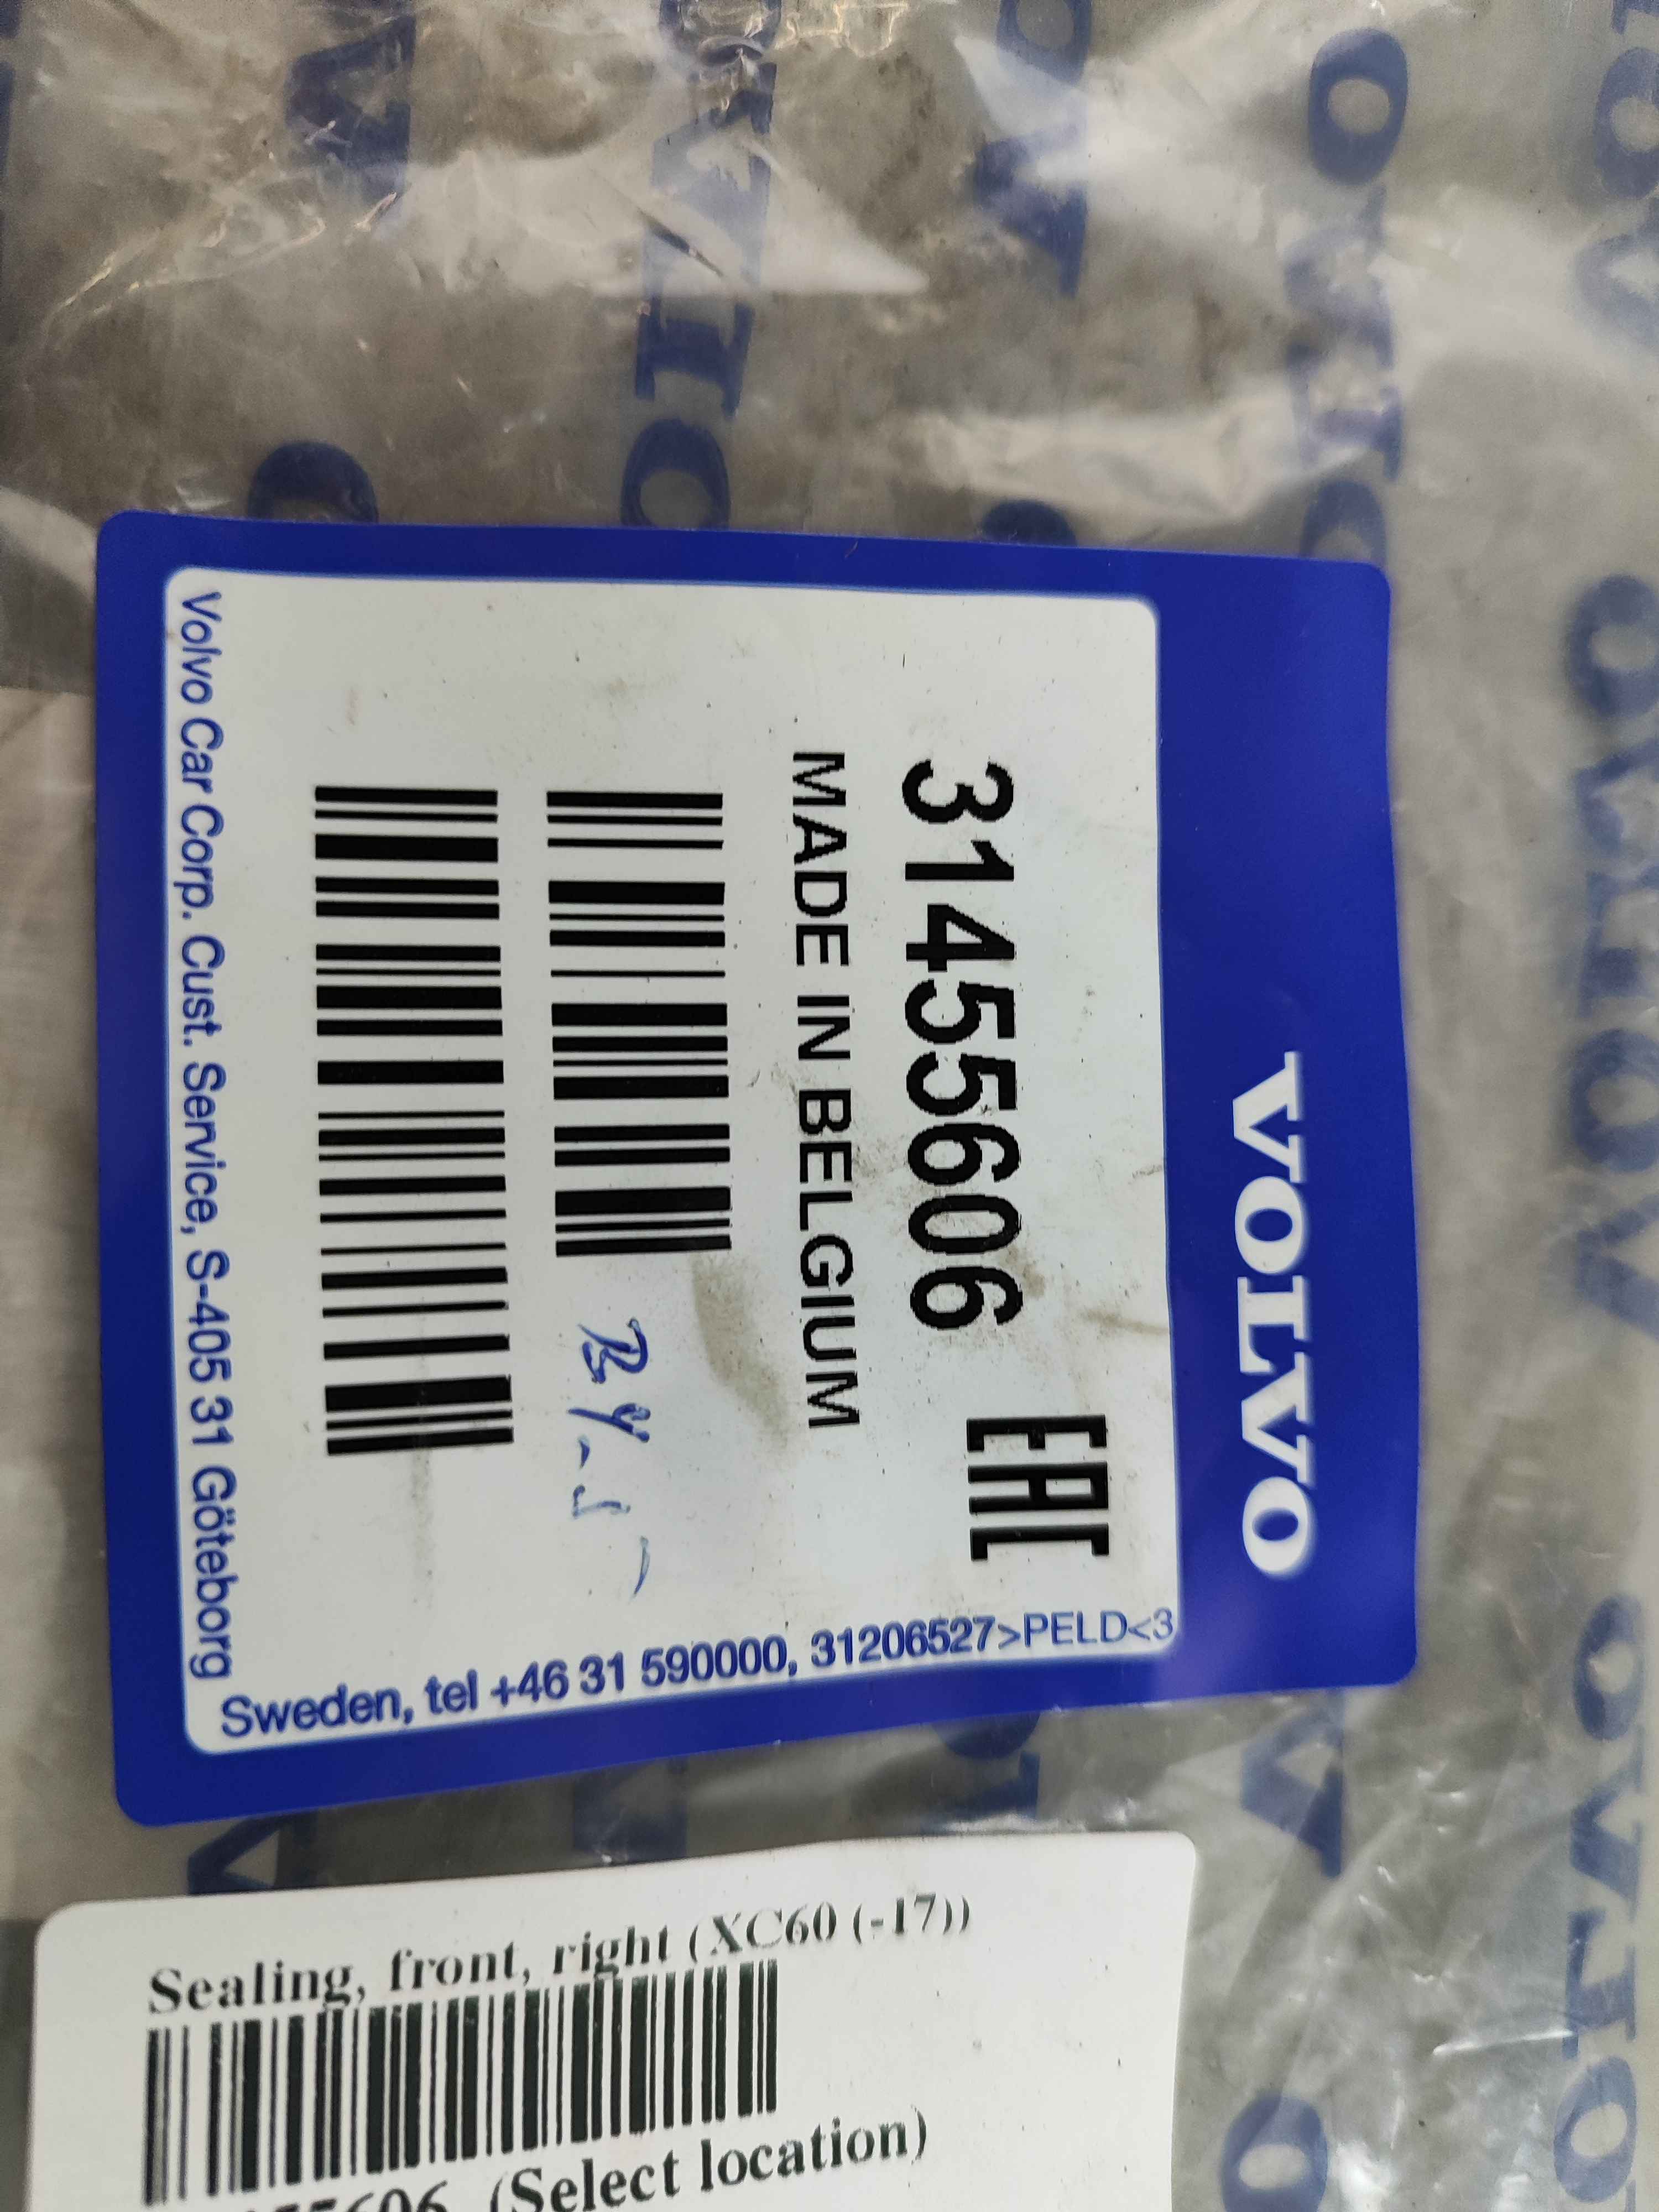 VOLVO
31455606
EAC
MADE IN BELGIUM
Volvo Car Corp. Cust. Service, S-405 31 Göteborg
Sweden, tel +46 31 590000, 31206527>PELD<3
Sealing, front, right (XC60 (-17))
(Select location)